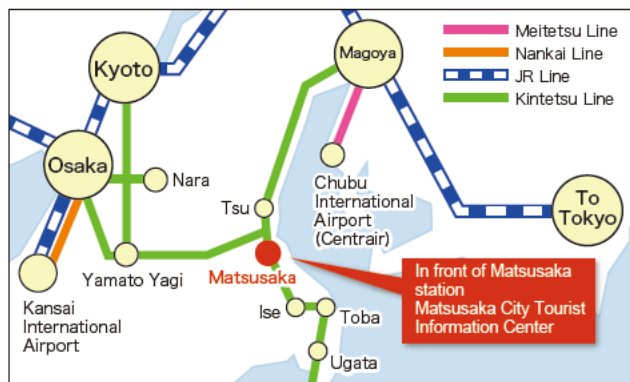 Meitetsu Line
Nankai Line
JR Line
Kintetsu Line
Kyoto
Magoya
Osaka
Nara
Tsu
Chubu
International
Airport
(Centrair)
To
Tokyo
Yamato Yagi
Matsusaka
In front of Matsusaka
station
Matsusaka City Tourist
Information Center
Kansai
International
Airport
Ise
Toba
Ugata